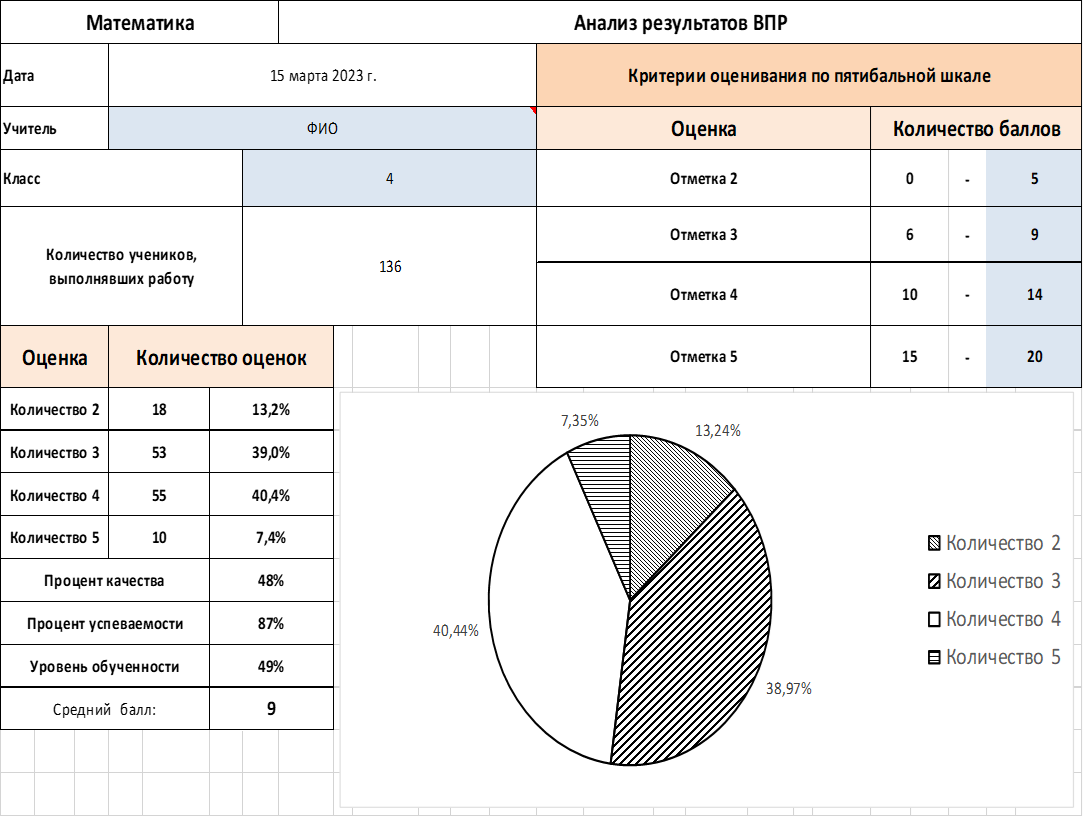 Математика
Анализ результатов ВПР
Дата
15 марта 2023 г.
Критерии оценивания по пятибальной шкале
Учитель
ФИО
Оценка
Количество баллов
Класс
4
Отметка 2
0 - 5
Количество учеников,
выполнявших работу
136
Отметка 3
6 - 9
Отметка 4
10 - 14
Отметка 5
15 - 20
Оценка
Количество оценок
Количество 2 18 13,2%
Количество 3 53 39,0%
Количество 4 55 40,4%
Количество 5 10 7,4%
Процент качества 48%
Процент успеваемости 87%
Уровень обученности 49%
Средний балл: 9
7,35%
13,24%
40,44%
38,97%
Количество 2
Количество 3
Количество 4
Количество 5